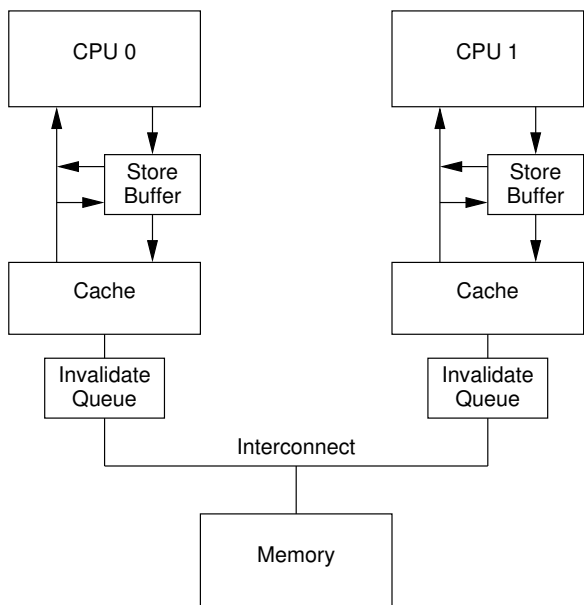 CPU 0
CPU 1
Store
Buffer
Store
Buffer
Cache
Cache
Invalidate
Queue
Invalidate
Queue
Interconnect
Memory